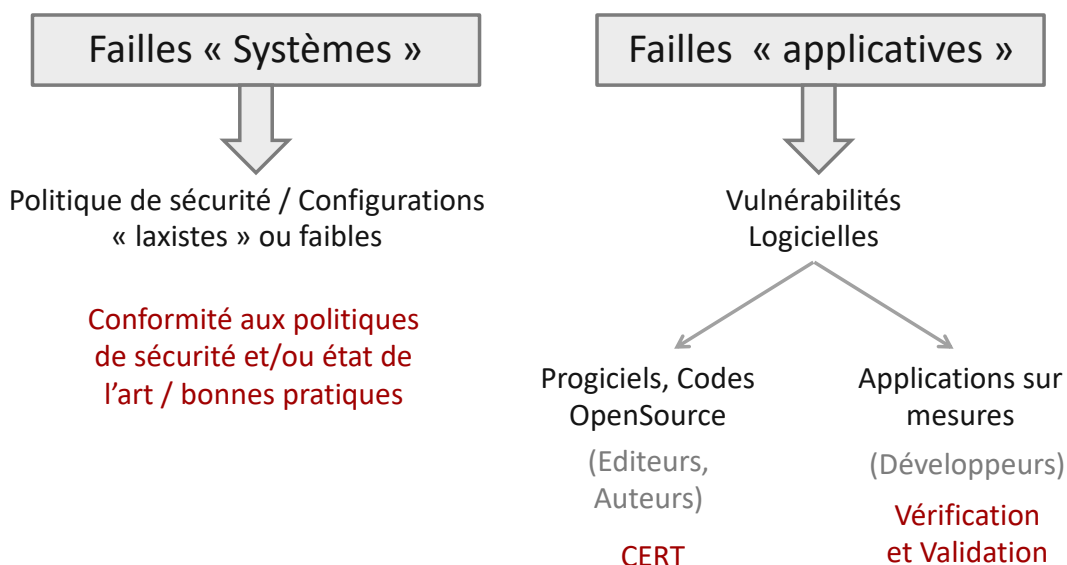 Failles « Systèmes »
Politique de sécurité / Configurations
« laxistes » ou faibles
Conformité aux politiques
de sécurité et/ou état de
l’art / bonnes pratiques
Failles « applicatives »
Vulnérabilités
Logicielles
Progiciels, Codes
OpenSource
(Editeurs,
Auteurs)
CERT
Applications sur
mesures
(Développeurs)
Vérification
et Validation